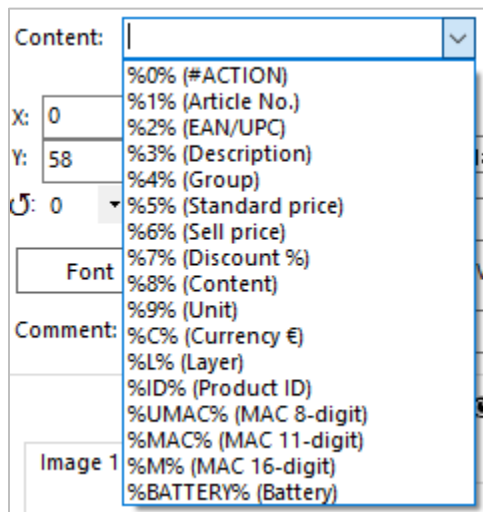 Content:
%0% (#ACTION)
%1% (Article No.)
X: 0
%2% (EAN/UPC)
%3% (Description)
Y: 58
%4% (Group)
0
%5% (Standard price)
%6% (Sell price)
%7% (Discount %)
Font
%8% (Content)
%9% (Unit)
Comment:
%C% (Currency €)
%L% (Layer)
%ID% (Product ID)
%UMAC% (MAC 8-digit)
%MAC% (MAC 11-digit)
Image 1
%M% (MAC 16-digit)
%BATTERY% (Battery)